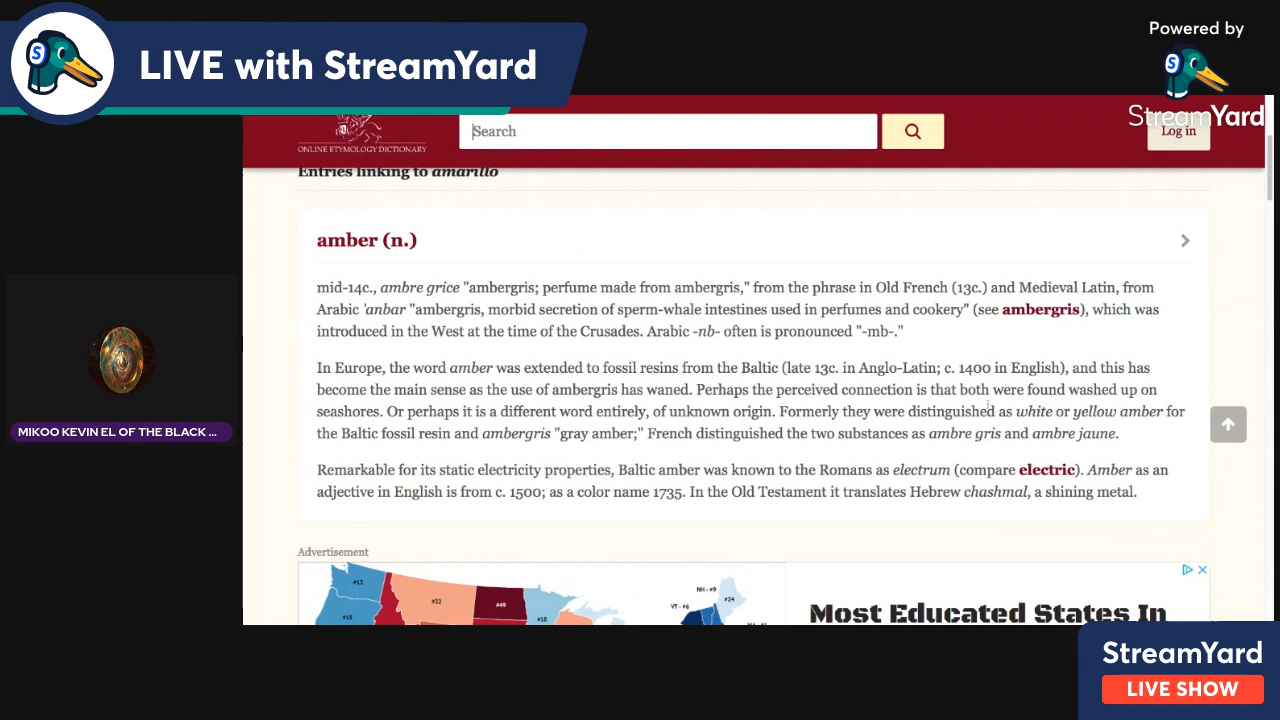 LIVE with StreamYard
Powered by
StreamYard
ONLINE ETYMOLOGY DICTIONARY
Search
Log in
Entries linking to amarillo
amber (n.)
mid-14c., ambre grice "ambergris; perfume made from ambergris," from the phrase in Old French (13c.) and Medieval Latin, from
Arabic 'anbar "ambergris, morbid secretion of sperm-whale intestines used in perfumes and cookery" (see ambergris), which was
introduced in the West at the time of the Crusades. Arabic -nb- often is pronounced "-mb-."
In Europe, the word amber was extended to fossil resins from the Baltic (late 13c. in Anglo-Latin; c. 1400 in English), and this has
become the main sense as the use of ambergris has waned. Perhaps the perceived connection is that both were found washed up on
seashores. Or perhaps it is a different word entirely, of unknown origin. Formerly they were distinguished as white or yellow amber for
the Baltic fossil resin and ambergris "gray amber;" French distinguished the two substances as ambre gris and ambre jaune.
Remarkable for its static electricity properties, Baltic amber was known to the Romans as electrum (compare electric). Amber as an
adjective in English is from c. 1500; as a color name 1735. In the Old Testament it translates Hebrew chashmal, a shining metal.
MIKOO KEVIN EL OF THE BLACK ...
Advertisement
#13
#32
#49
#18
#15
NH - #9
VT - #6
#24
Most Educated States In
StreamYard
LIVE SHOW